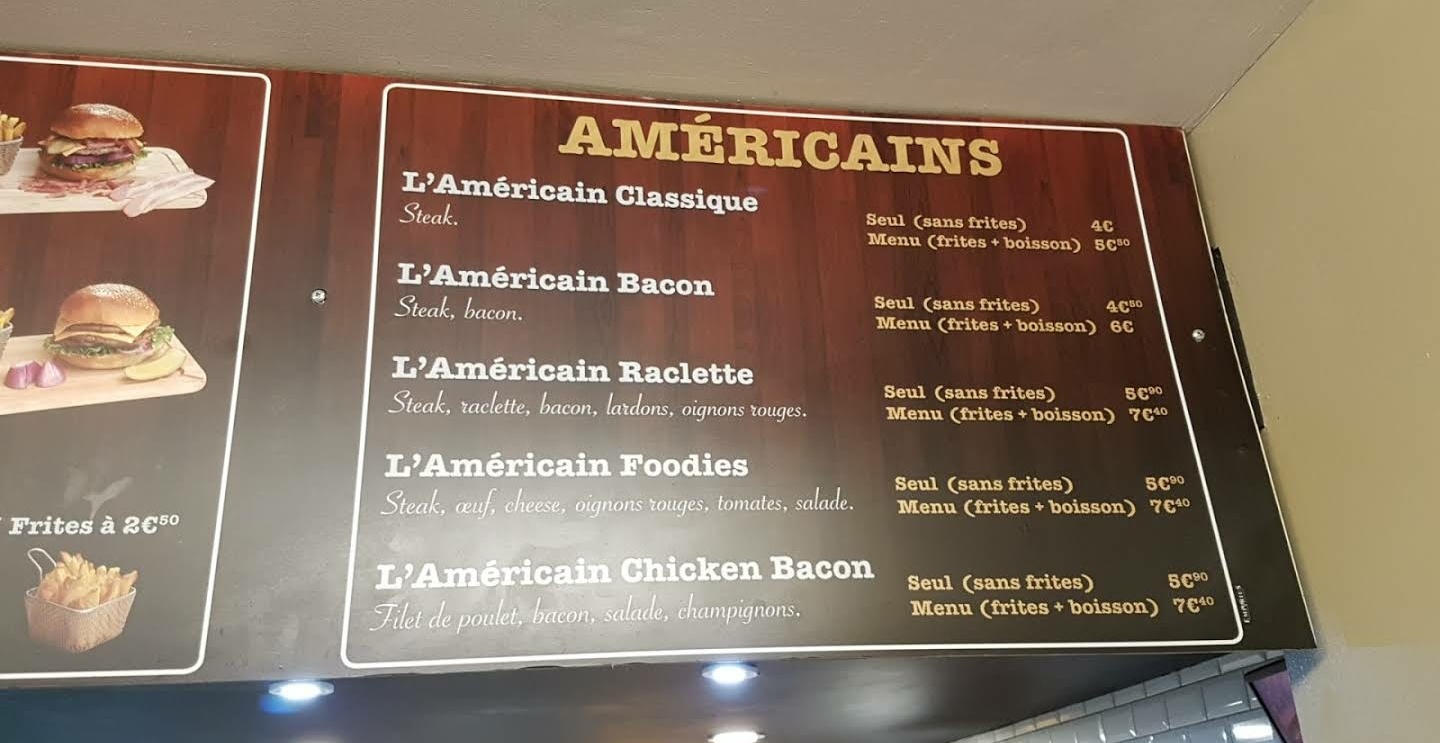 AMÉRICAINS
L'Américain Classique
Steak.
Seul (sans frites) 4€
Menu (frites + boisson) 5€50
L'Américain Bacon
Steak, bacon.
Seul (sans frites) 4€50
Menu (frites + boisson) 6€
L'Américain Raclette
Steak, raclette, bacon, lardons, oignons rouges.
Seul (sans frites) 5€90
Menu (frites + boisson) 7€40
L'Américain Foodies
Steak, œuf, cheese, oignons rouges, tomates, salade.
Seul (sans frites) 5€90
Menu (frites + boisson) 7€40
L'Américain Chicken Bacon
Filet de poulet, bacon, salade, champignons.
Seul (sans frites) 5€90
Menu (frites + boisson) 7€40
Frites à 2€50